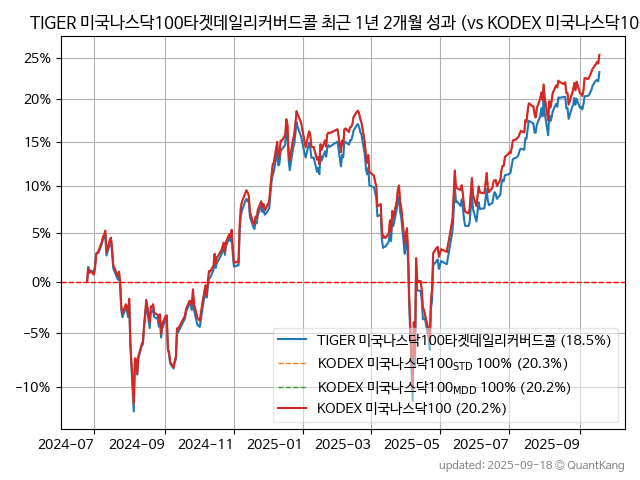 TIGER 미국나스닥100타겟데일리커버드콜 최근 1년 2개월 성과 (vs KODEX 미국나스닥10
25%
20%
15%
10%
5%
0%
−5%
−10%
TIGER 미국나스닥100타겟데일리커버드콜 (18.5%)
KODEX 미국나스닥100STD 100% (20.3%)
KODEX 미국나스닥100MDD 100% (20.2%)
KODEX 미국나스닥100 (20.2%)
2024-07 2024-09 2024-11 2025-01 2025-03 2025-05 2025-07 2025-09
updated: 2025-09-18 © QuantKang